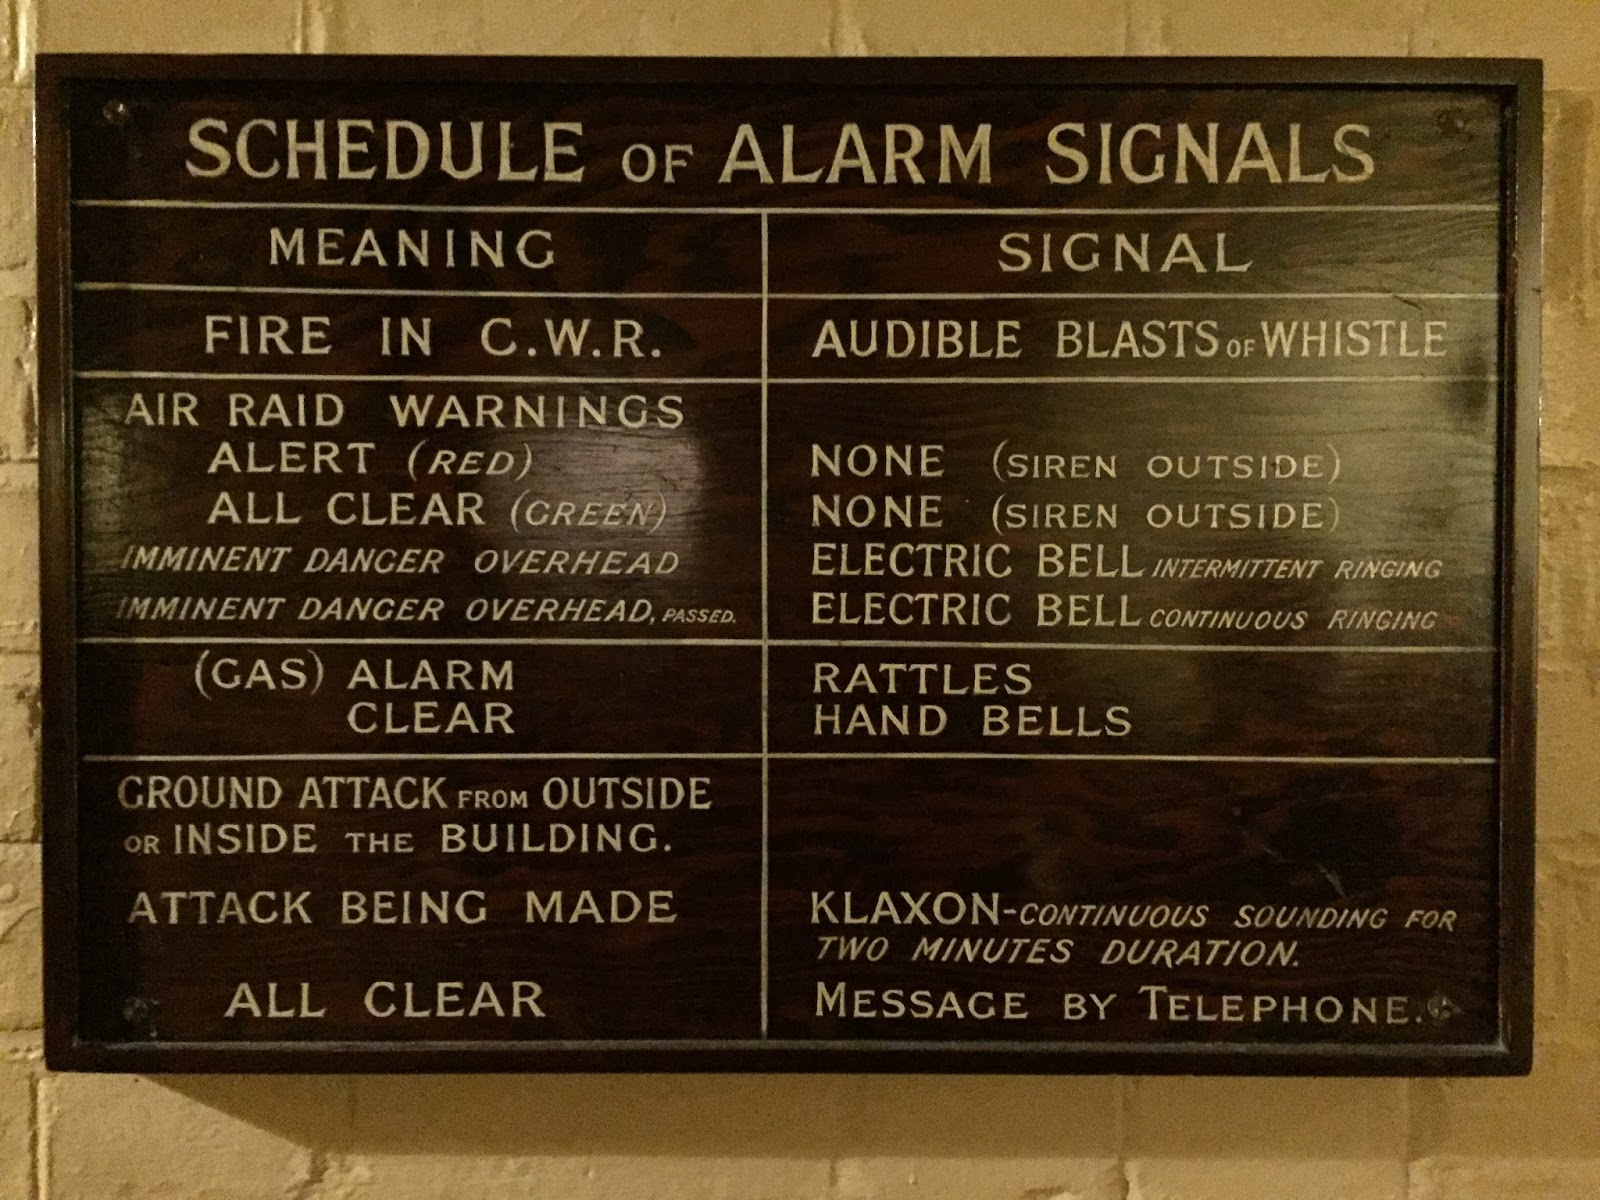 SCHEDULE OF ALARM SIGNALS
MEANING SIGNAL
FIRE IN C.W.R. AUDIBLE BLASTS OF WHISTLE
AIR RAID WARNINGS
ALERT (RED) NONE (SIREN OUTSIDE)
ALL CLEAR (GREEN) NONE (SIREN OUTSIDE)
IMMINENT DANGER OVERHEAD ELECTRIC BELL INTERMITTENT RINGING
IMMINENT DANGER OVERHEAD, PASSED. ELECTRIC BELL CONTINUOUS RINGING
(GAS) ALARM RATTLES
CLEAR HAND BELLS
GROUND ATTACK FROM OUTSIDE
OR INSIDE THE BUILDING.
ATTACK BEING MADE KLAXON-CONTINUOUS SOUNDING FOR
TWO MINUTES DURATION.
ALL CLEAR MESSAGE BY TELEPHONE.